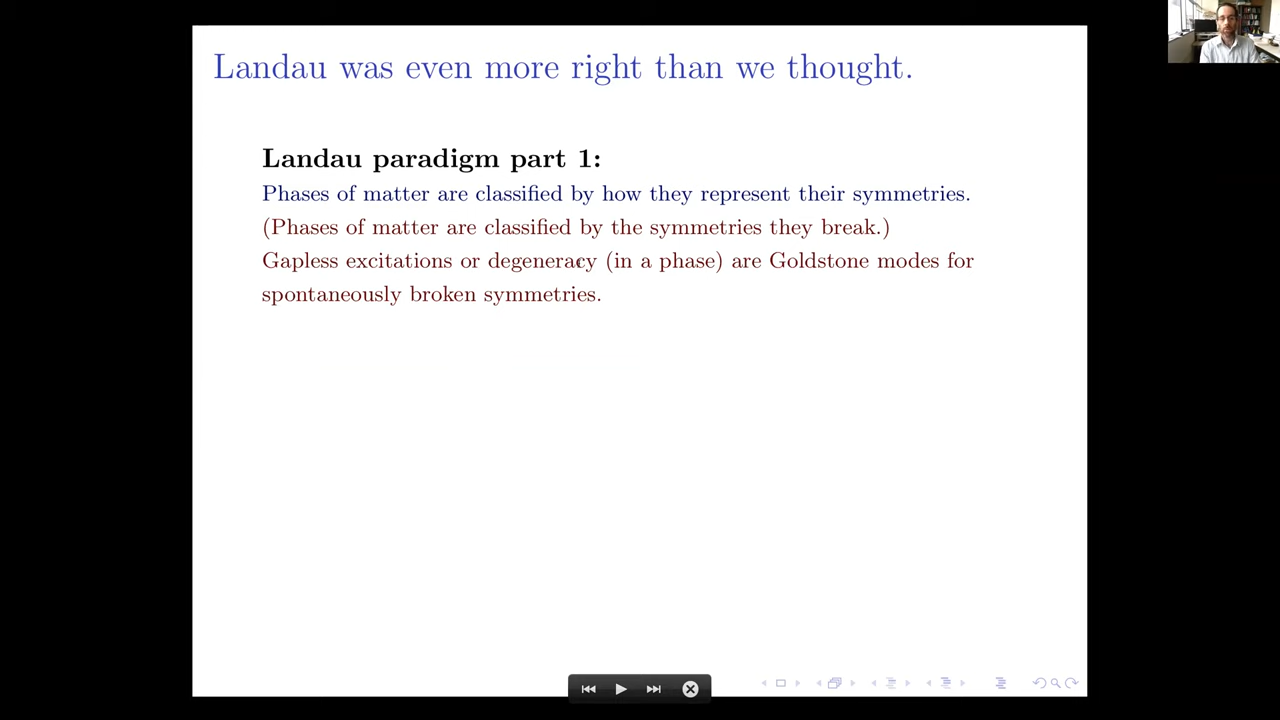 Landau was even more right than we thought.
Landau paradigm part 1:
Phases of matter are classified by how they represent their symmetries.
(Phases of matter are classified by the symmetries they break.)
Gapless excitations or degeneracy (in a phase) are Goldstone modes for
spontaneously broken symmetries.